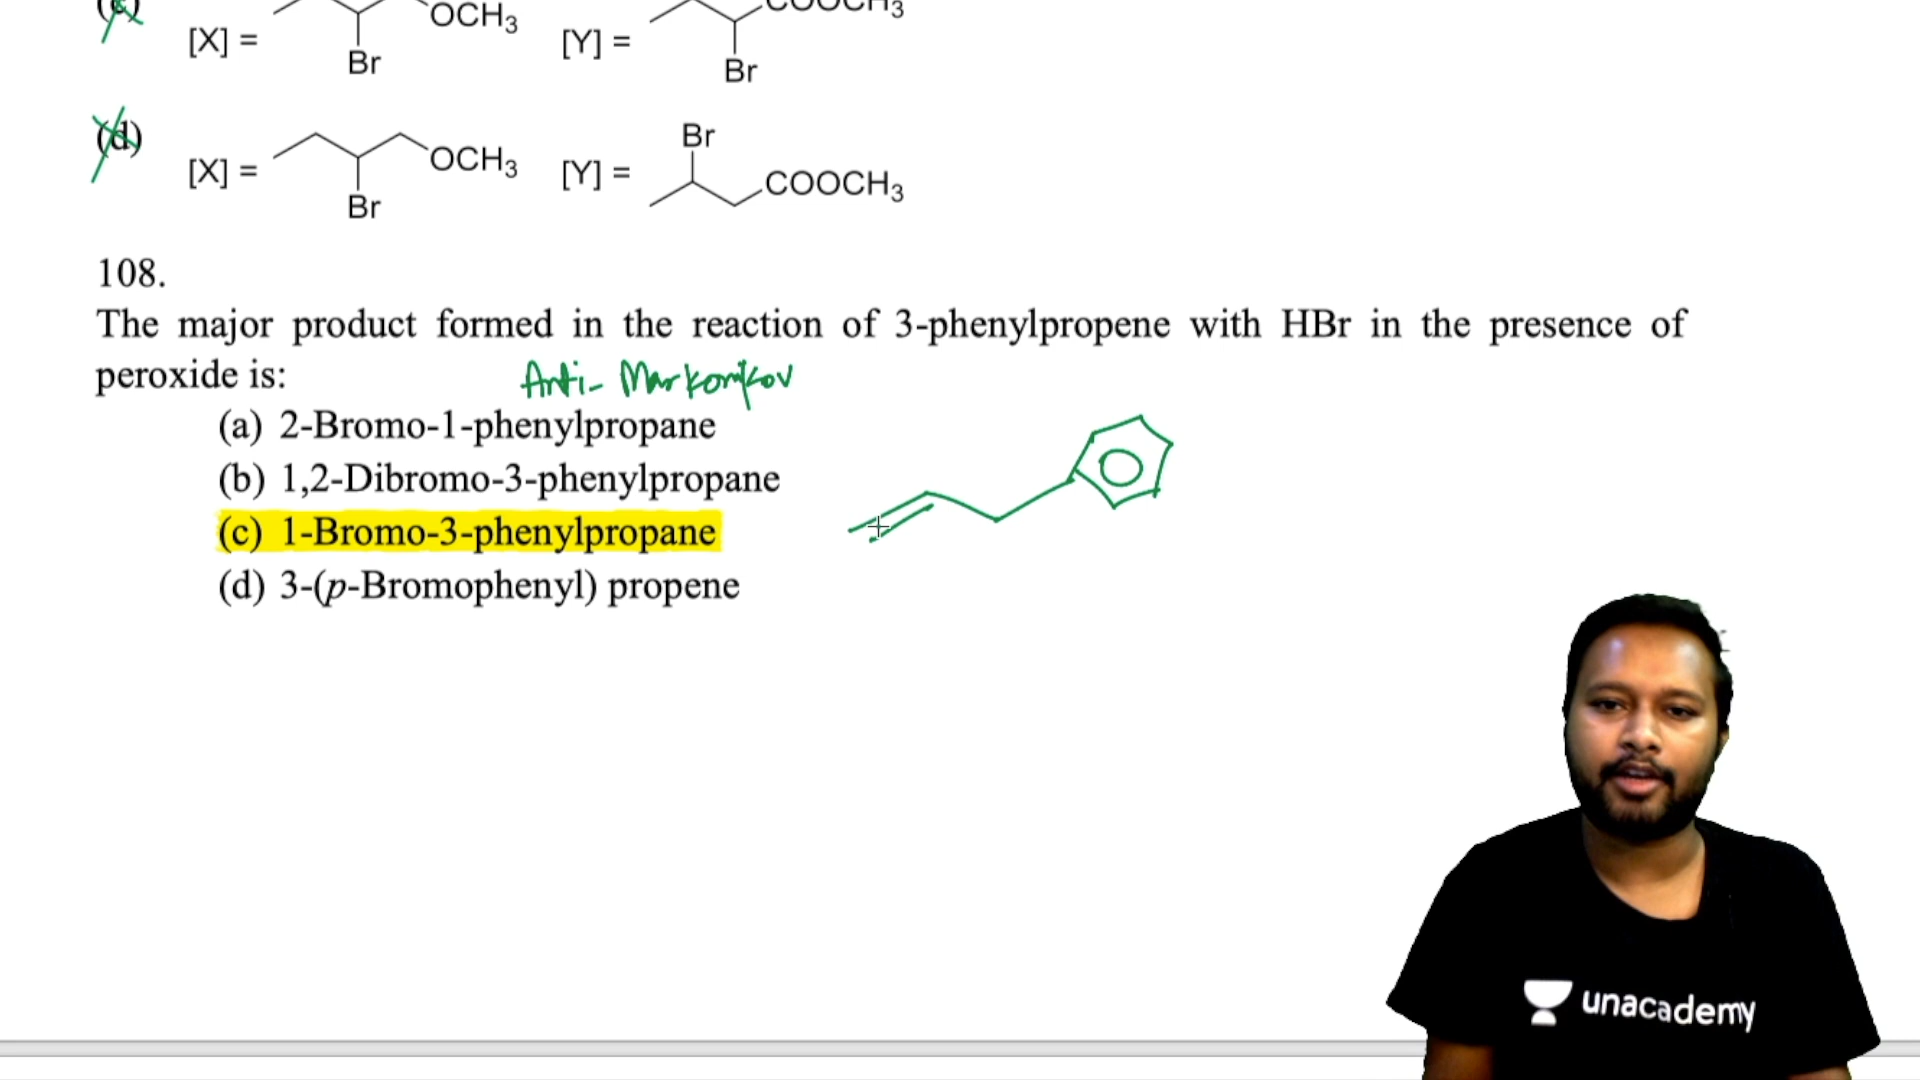 [X] =
Br
OCH3
[Y] =
COOCH3
Br
(d)
[X] =
Br
OCH3
[Y] =
Br
COOCH3
108.
The major product formed in the reaction of 3-phenylpropene with HBr in the presence of
peroxide is:
Anti- Markonikov
(a) 2-Bromo-1-phenylpropane
(b) 1,2-Dibromo-3-phenylpropane
(c) 1-Bromo-3-phenylpropane
(d) 3-(p-Bromophenyl) propene
unacademy